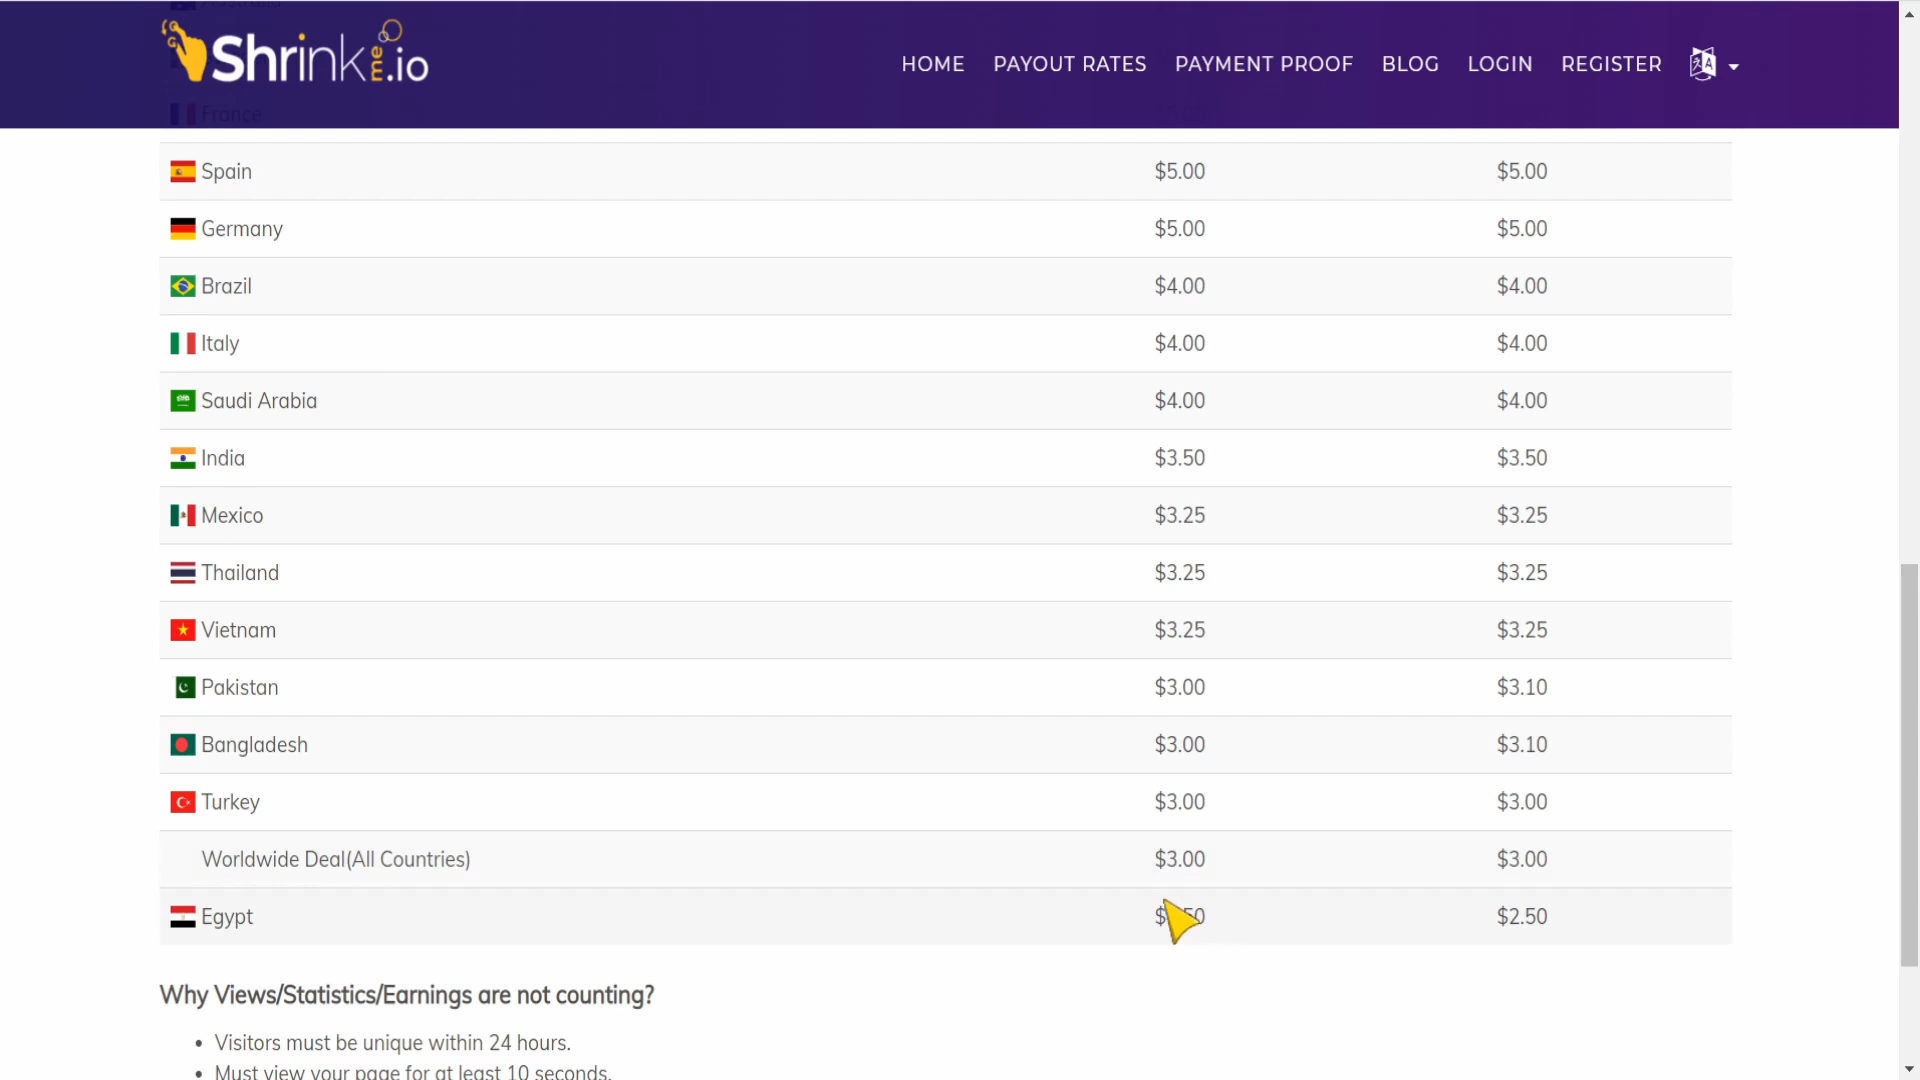 Shrinkme.io
HOME PAYOUT RATES PAYMENT PROOF BLOG LOGIN REGISTER
France
Spain $5.00 $5.00
Germany $5.00 $5.00
Brazil $4.00 $4.00
Italy $4.00 $4.00
Saudi Arabia $4.00 $4.00
India $3.50 $3.50
Mexico $3.25 $3.25
Thailand $3.25 $3.25
Vietnam $3.25 $3.25
Pakistan $3.00 $3.10
Bangladesh $3.00 $3.10
Turkey $3.00 $3.00
Worldwide Deal(All Countries) $3.00 $3.00
Egypt $2.50
Why Views/Statistics/Earnings are not counting?
• Visitors must be unique within 24 hours.
• Must view your page for at least 10 seconds.